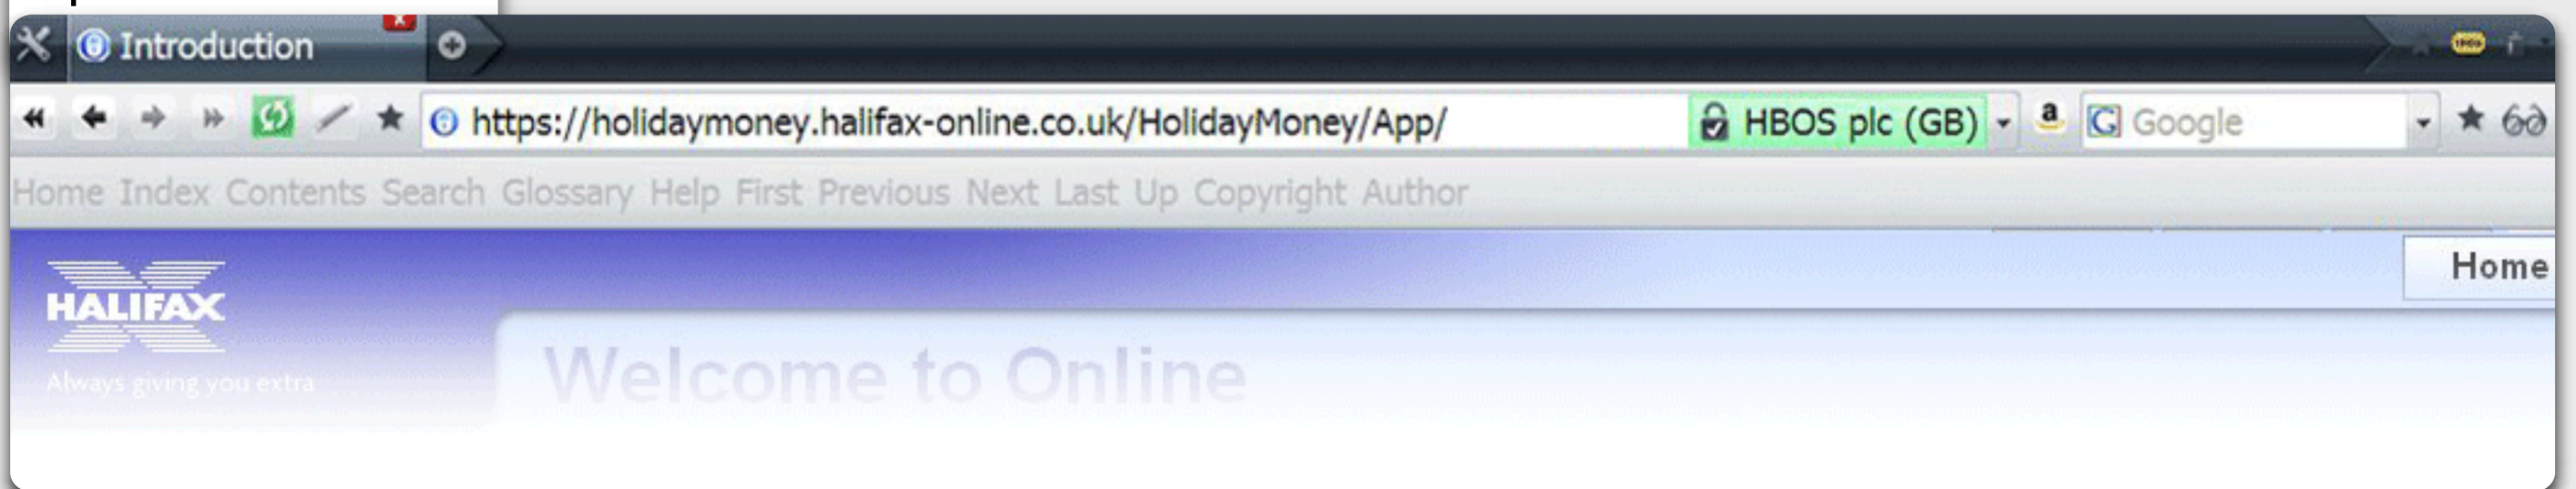 Introduction
https://holidaymoney.halifax-online.co.uk/HolidayMoney/App/ HBOS plc (GB) a G Google
Home Index Contents Search Glossary Help First Previous Next Last Up Copyright Author
Home
HALIFAX
Always giving you extra
Welcome to Online